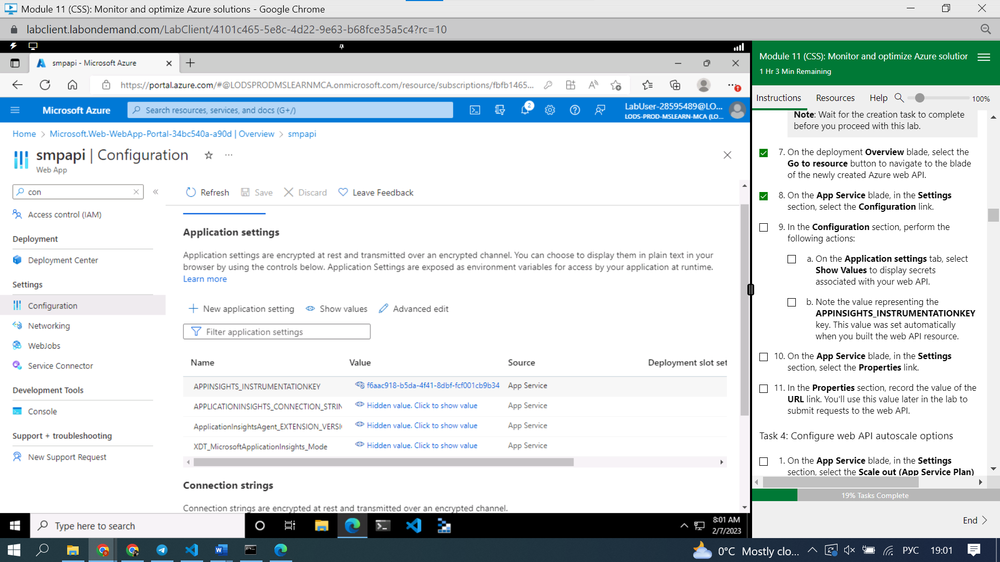 Module 11 (CSS): Monitor and optimize Azure solutions - Google Chrome
labclient.labondemand.com/LabClient/4101c465-5e8c-4d22-9e63-b68fce35a5c4?rc=10
smpapi - Microsoft Azure
https://portal.azure.com/#@LODSPRODMSLEARNMCA.onmicrosoft.com/resource/subscriptions/fbfb1465...
Microsoft Azure
Search resources, services, and docs (G+/)
2
LabUser-28595489@LO...
LODS-PROD-MSLEARN-MCA (LO...
Home > Microsoft.Web-WebApp-Portal-34bc540a-a90d | Overview > smpapi
smpapi | Configuration
Web App
con
Access control (IAM)
Deployment
Deployment Center
Settings
Configuration
Networking
WebJobs
Service Connector
Development Tools
Console
Support + troubleshooting
New Support Request
Refresh Save Discard Leave Feedback
Application settings
Application settings are encrypted at rest and transmitted over an encrypted channel. You can choose to display them in plain text in your
browser by using the controls below. Application Settings are exposed as environment variables for access by your application at runtime.
Learn more
New application setting Show values Advanced edit
Filter application settings
Name Value Source Deployment slot set
APPINSIGHTS_INSTRUMENTATIONKEY f6aac918-b5da-4f41-8dbf-fcf001cb9b34 App Service
APPLICATIONINSIGHTS_CONNECTION_STRIN Hidden value. Click to show value App Service
ApplicationInsightsAgent_EXTENSION_VERSI Hidden value. Click to show value App Service
XDT_MicrosoftApplicationInsights_Mode Hidden value. Click to show value App Service
Connection strings
Connection strings are encrypted at rest and transmitted over an encrypted channel.
Type here to search
8:01 AM
2/7/2023
Module 11 (CSS): Monitor and optimize Azure solution
1 Hr 3 Min Remaining
Instructions Resources Help 100%
Note: Wait for the creation task to complete
before you proceed with this lab.
7. On the deployment Overview blade, select the
Go to resource button to navigate to the blade
of the newly created Azure web API.
8. On the App Service blade, in the Settings
section, select the Configuration link.
9. In the Configuration section, perform the
following actions:
a. On the Application settings tab, select
Show Values to display secrets
associated with your web API.
b. Note the value representing the
APPINSIGHTS_INSTRUMENTATIONKEY
key. This value was set automatically
when you built the web API resource.
10. On the App Service blade, in the Settings
section, select the Properties link.
11. In the Properties section, record the value of the
URL link. You'll use this value later in the lab to
submit requests to the web API.
Task 4: Configure web API autoscale options
1. On the App Service blade, in the Settings
section, select the Scale out (App Service Plan)
19% Tasks Complete
End
0°C Mostly clo... РУС 19:01